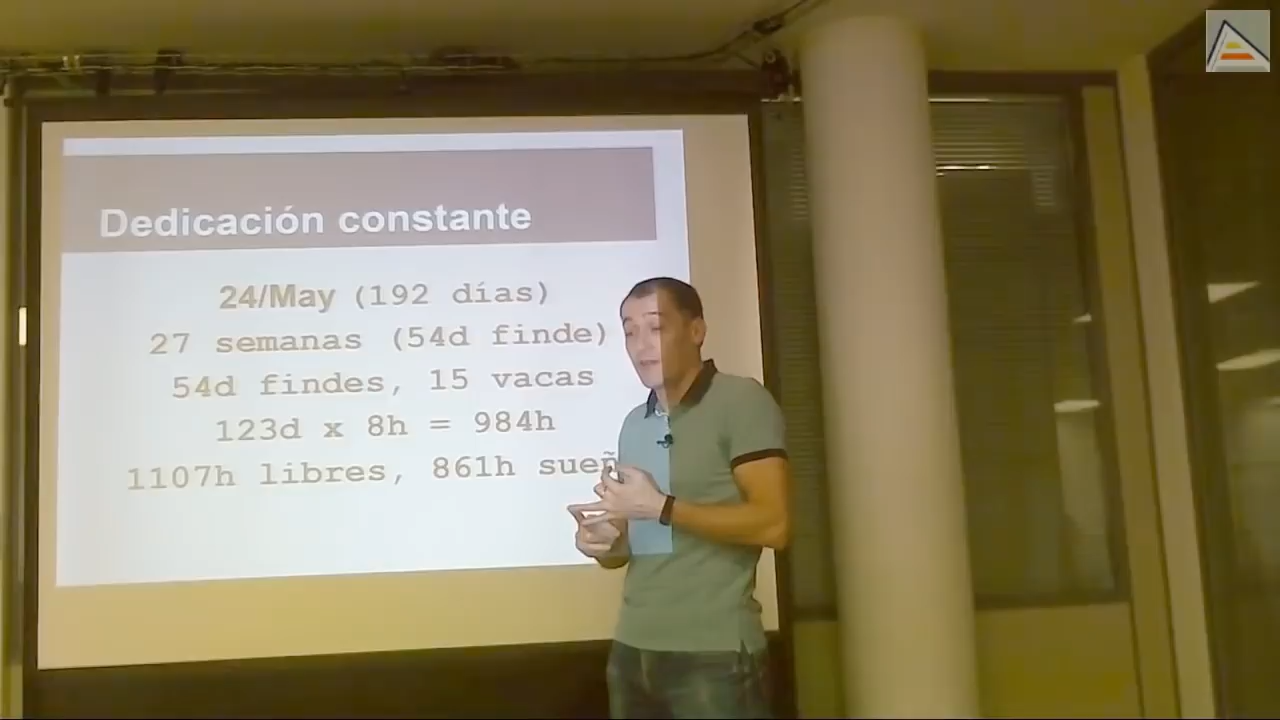 Dedicación constante
24/May (192 días)
27 semanas (54d finde)
54d findes, 15 vacas
123d x 8h = 984h
1107h libres, 861h sueñ